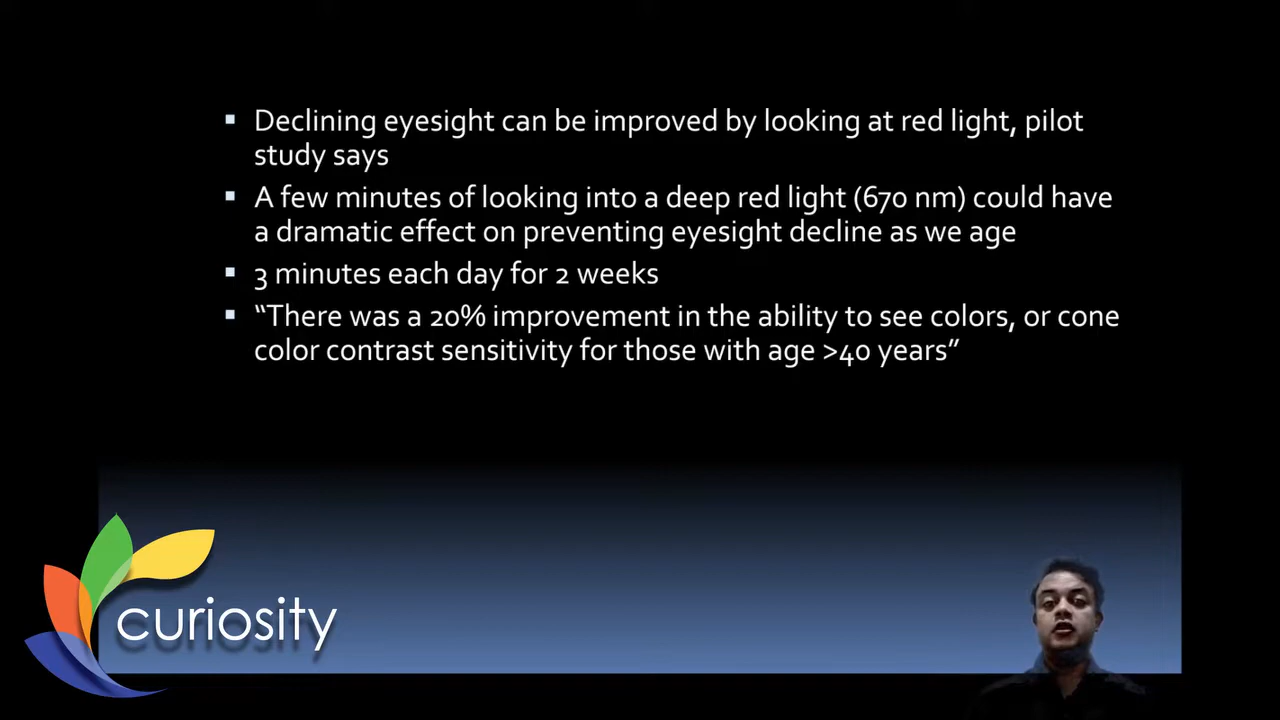 ▪ Declining eyesight can be improved by looking at red light, pilot
study says
▪ A few minutes of looking into a deep red light (670 nm) could have
a dramatic effect on preventing eyesight decline as we age
▪ 3 minutes each day for 2 weeks
▪ “There was a 20% improvement in the ability to see colors, or cone
color contrast sensitivity for those with age >40 years”
curiosity